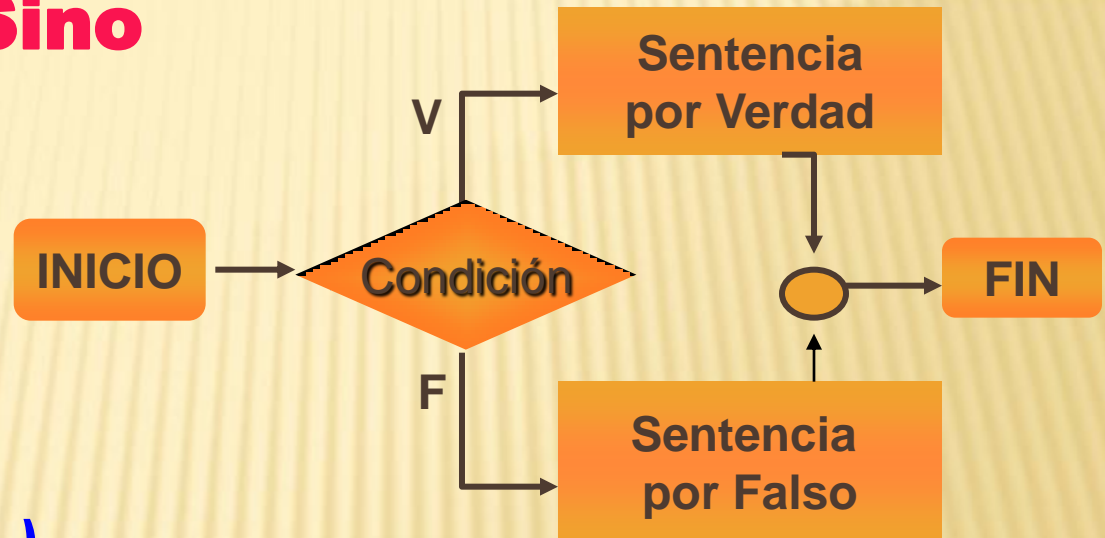 Sino
Sentencia
por Verdad
V
INICIO
Condición
FIN
F
Sentencia
por Falso
)